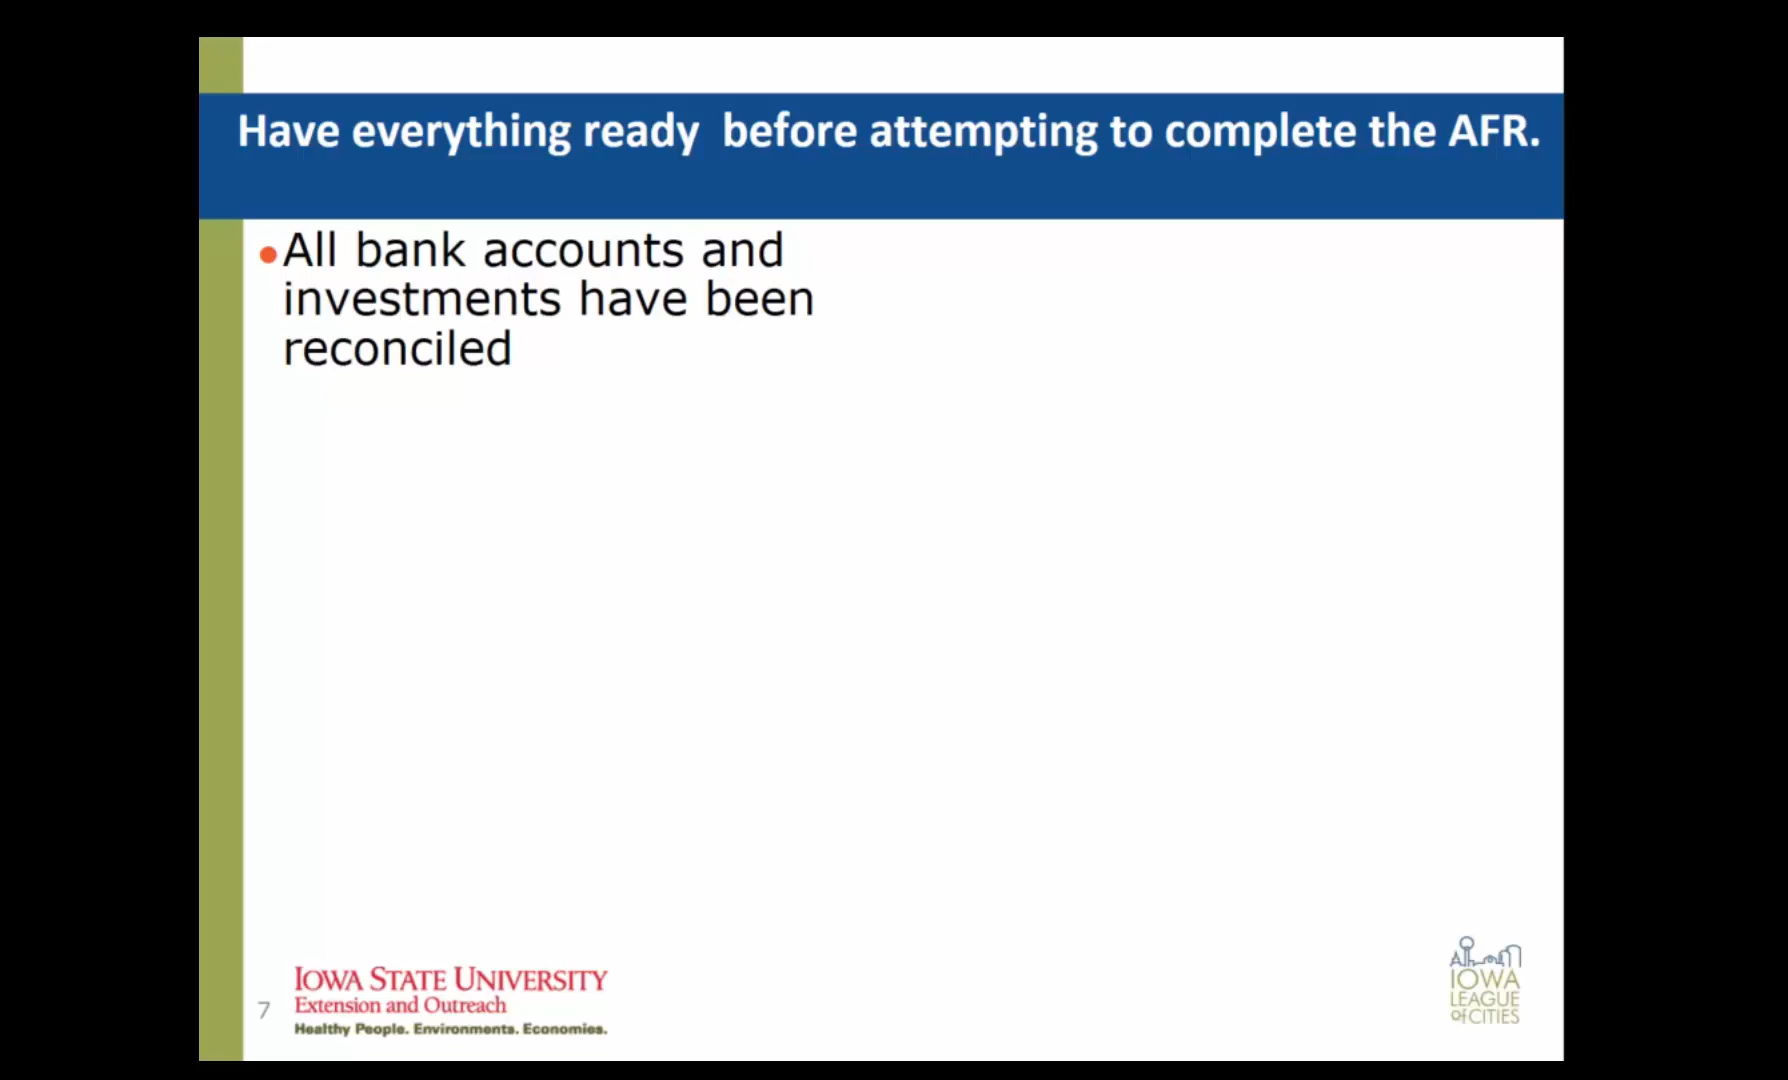 Have everything ready  before attempting to complete the AFR.
•All bank accounts and
investments have been
reconciled
7
IOWA STATE UNIVERSITY
Extension and Outreach
Healthy People. Environments. Economies.
IOWA
LEAGUE
of CITIES